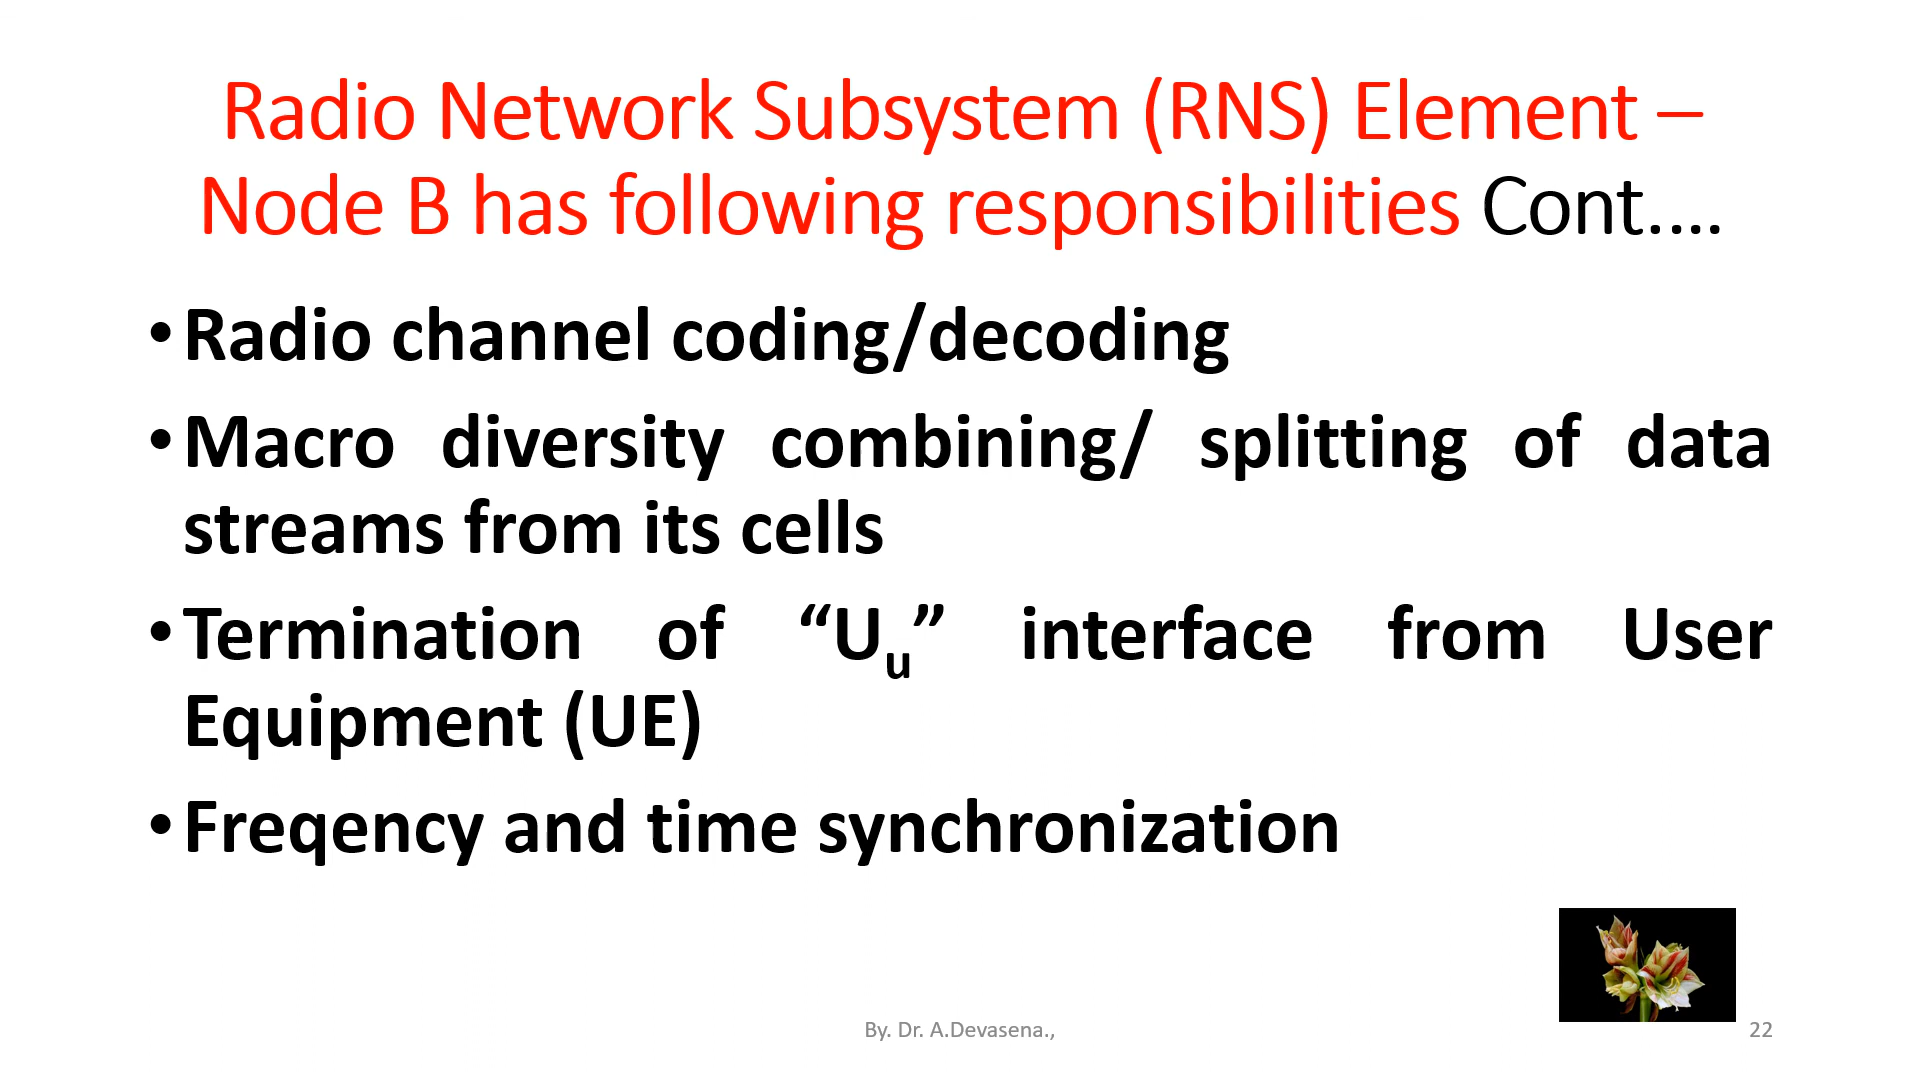 Radio Network Subsystem (RNS) Element –
Node B has following responsibilities Cont....
•Radio channel coding/decoding
•Macro diversity combining/ splitting of data
streams from its cells
•Termination of “Uu” interface from User
Equipment (UE)
•Freqency and time synchronization
By. Dr. A.Devasena.,
22